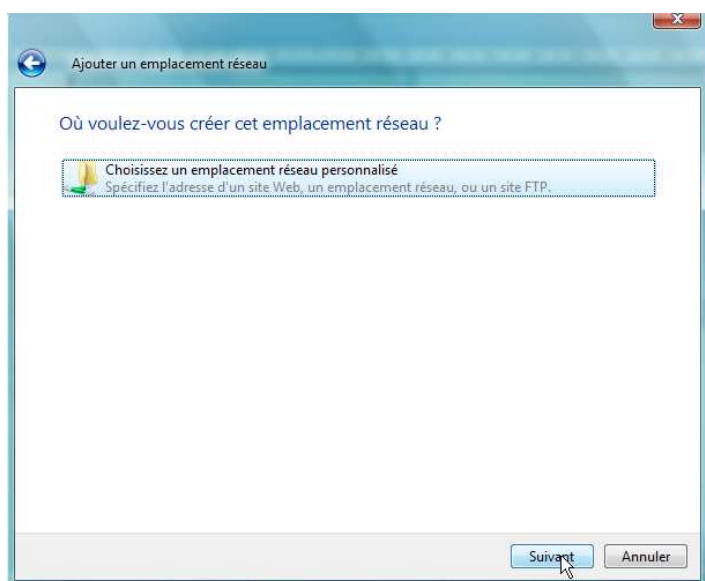 Ajouter un emplacement réseau
Où voulez-vous créer cet emplacement réseau ?
Choisissez un emplacement réseau personnalisé
Spécifiez l'adresse d'un site Web, un emplacement réseau, ou un site FTP.
Suivant
Annuler